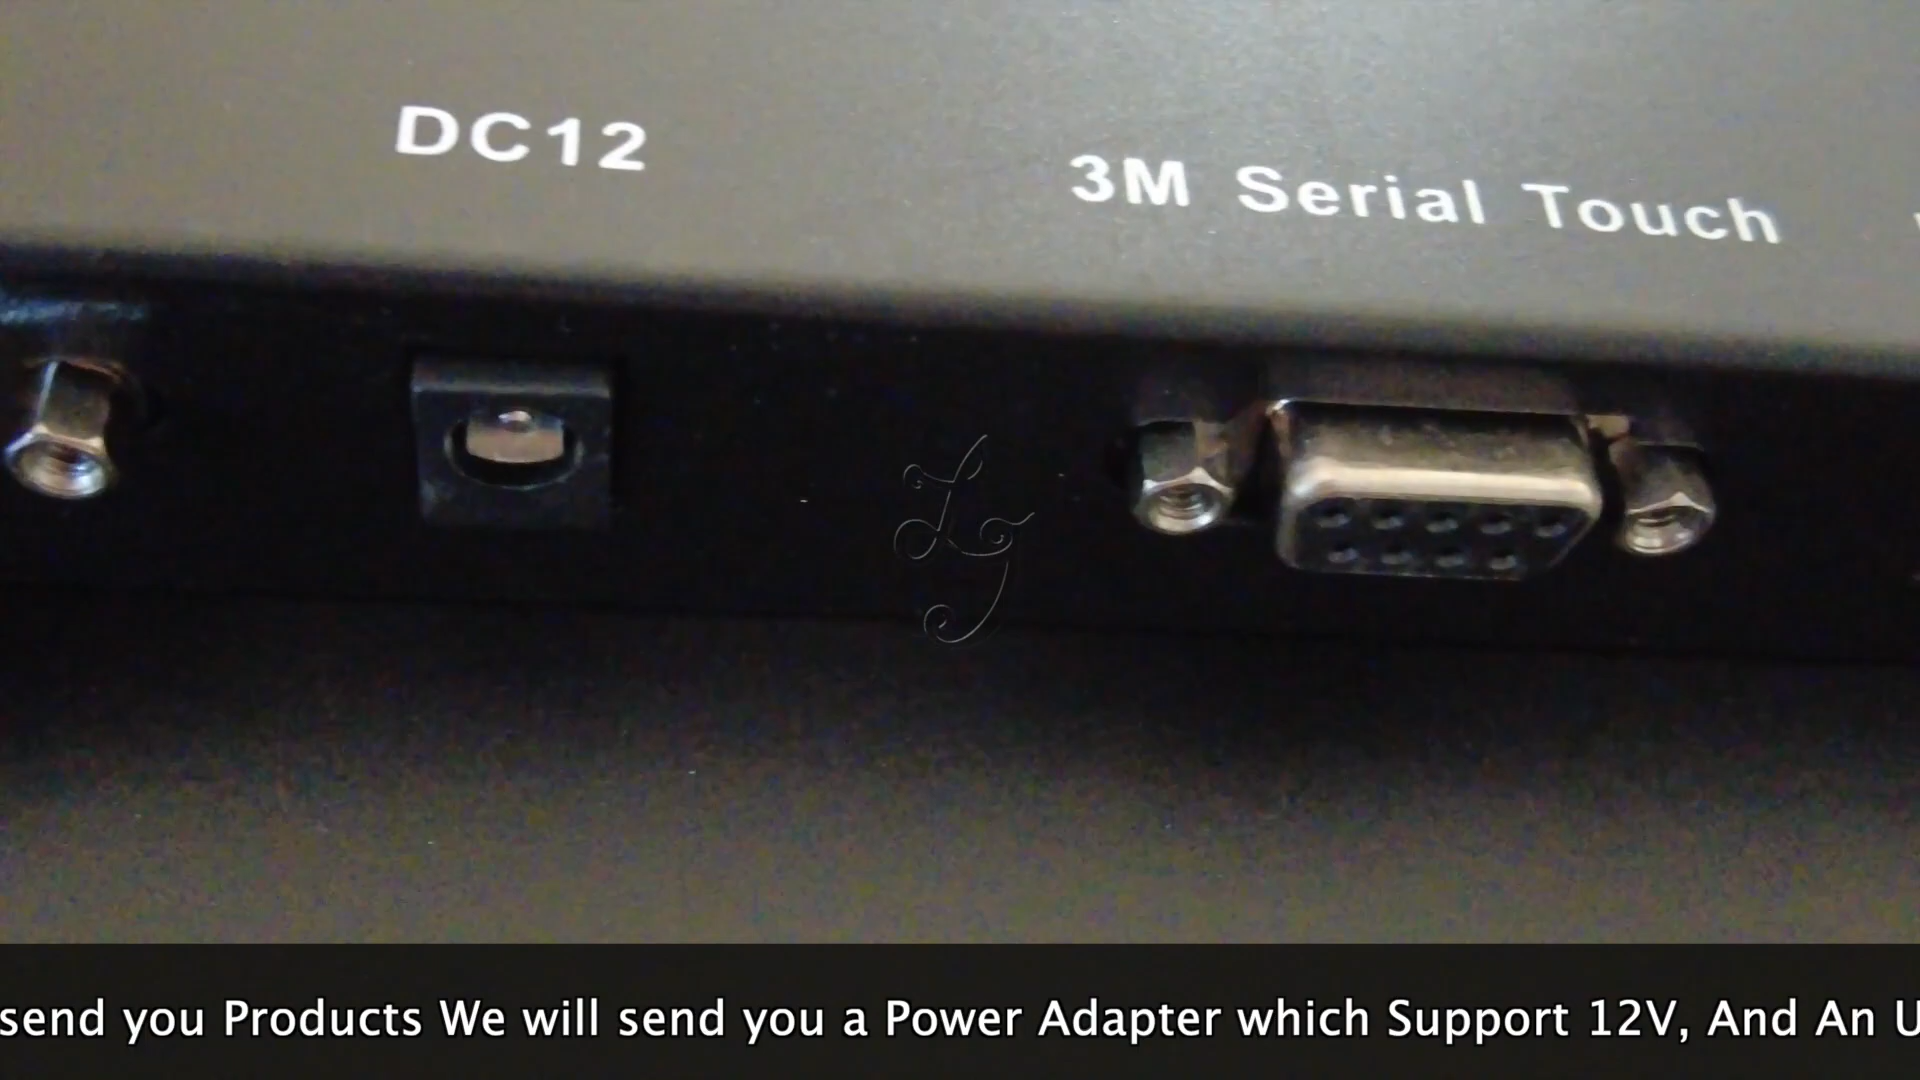 DC12
3M Serial Touch
send you Products We will send you a Power Adapter which Support 12V, And An U